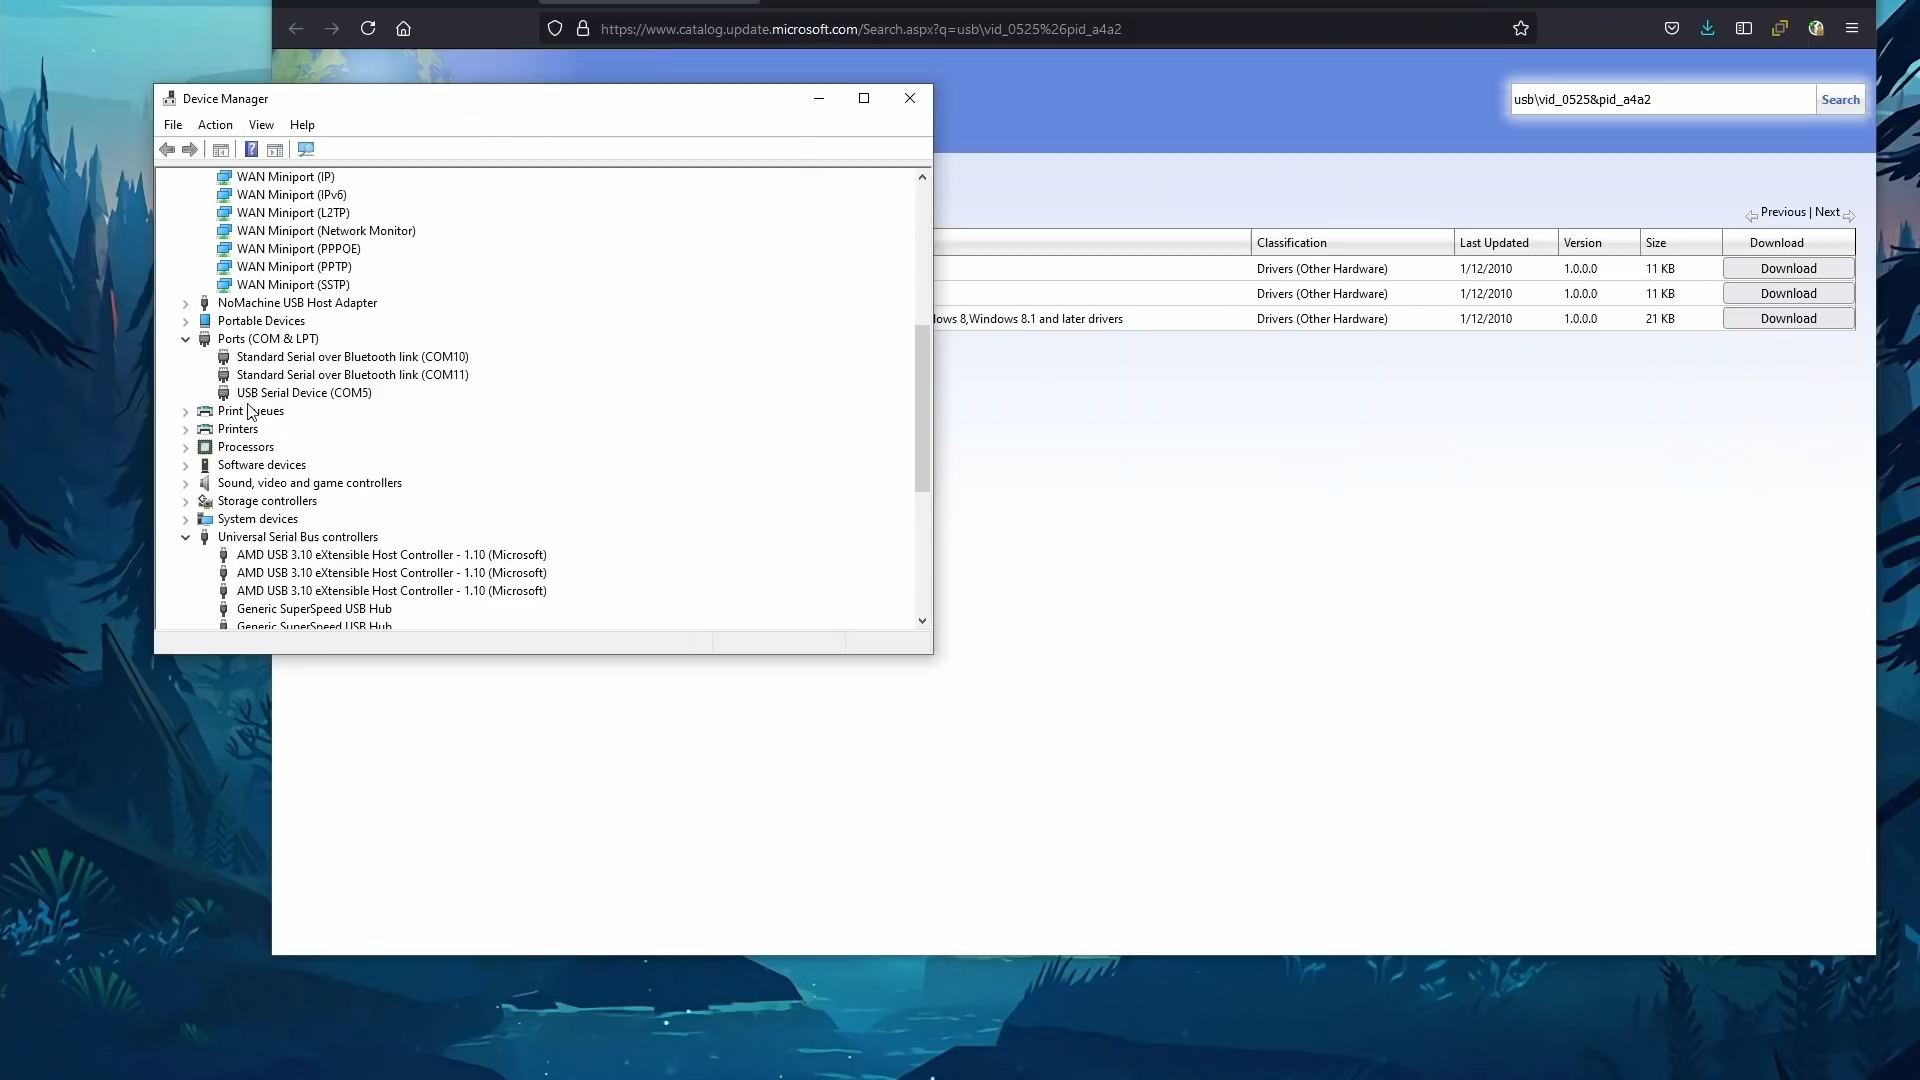 https://www.catalog.update.microsoft.com/Search.aspx?q=usb\vid_0525%26pid_a4a2
usb\vid_0525&pid_a4a2
Search
Device Manager
File Action View Help
WAN Miniport (IP)
WAN Miniport (IPv6)
WAN Miniport (L2TP)
WAN Miniport (Network Monitor)
WAN Miniport (PPPOE)
WAN Miniport (PPTP)
WAN Miniport (SSTP)
NoMachine USB Host Adapter
Portable Devices
Ports (COM & LPT)
Standard Serial over Bluetooth link (COM10)
Standard Serial over Bluetooth link (COM11)
USB Serial Device (COM5)
Print queues
Printers
Processors
Software devices
Sound, video and game controllers
Storage controllers
System devices
Universal Serial Bus controllers
AMD USB 3.10 eXtensible Host Controller - 1.10 (Microsoft)
AMD USB 3.10 eXtensible Host Controller - 1.10 (Microsoft)
AMD USB 3.10 eXtensible Host Controller - 1.10 (Microsoft)
Generic SuperSpeed USB Hub
Generic SuperSpeed USB Hub
Previous | Next
Classification Last Updated Version Size Download
Drivers (Other Hardware) 1/12/2010 1.0.0.0 11 KB Download
Drivers (Other Hardware) 1/12/2010 1.0.0.0 11 KB Download
dows 8,Windows 8.1 and later drivers Drivers (Other Hardware) 1/12/2010 1.0.0.0 21 KB Download